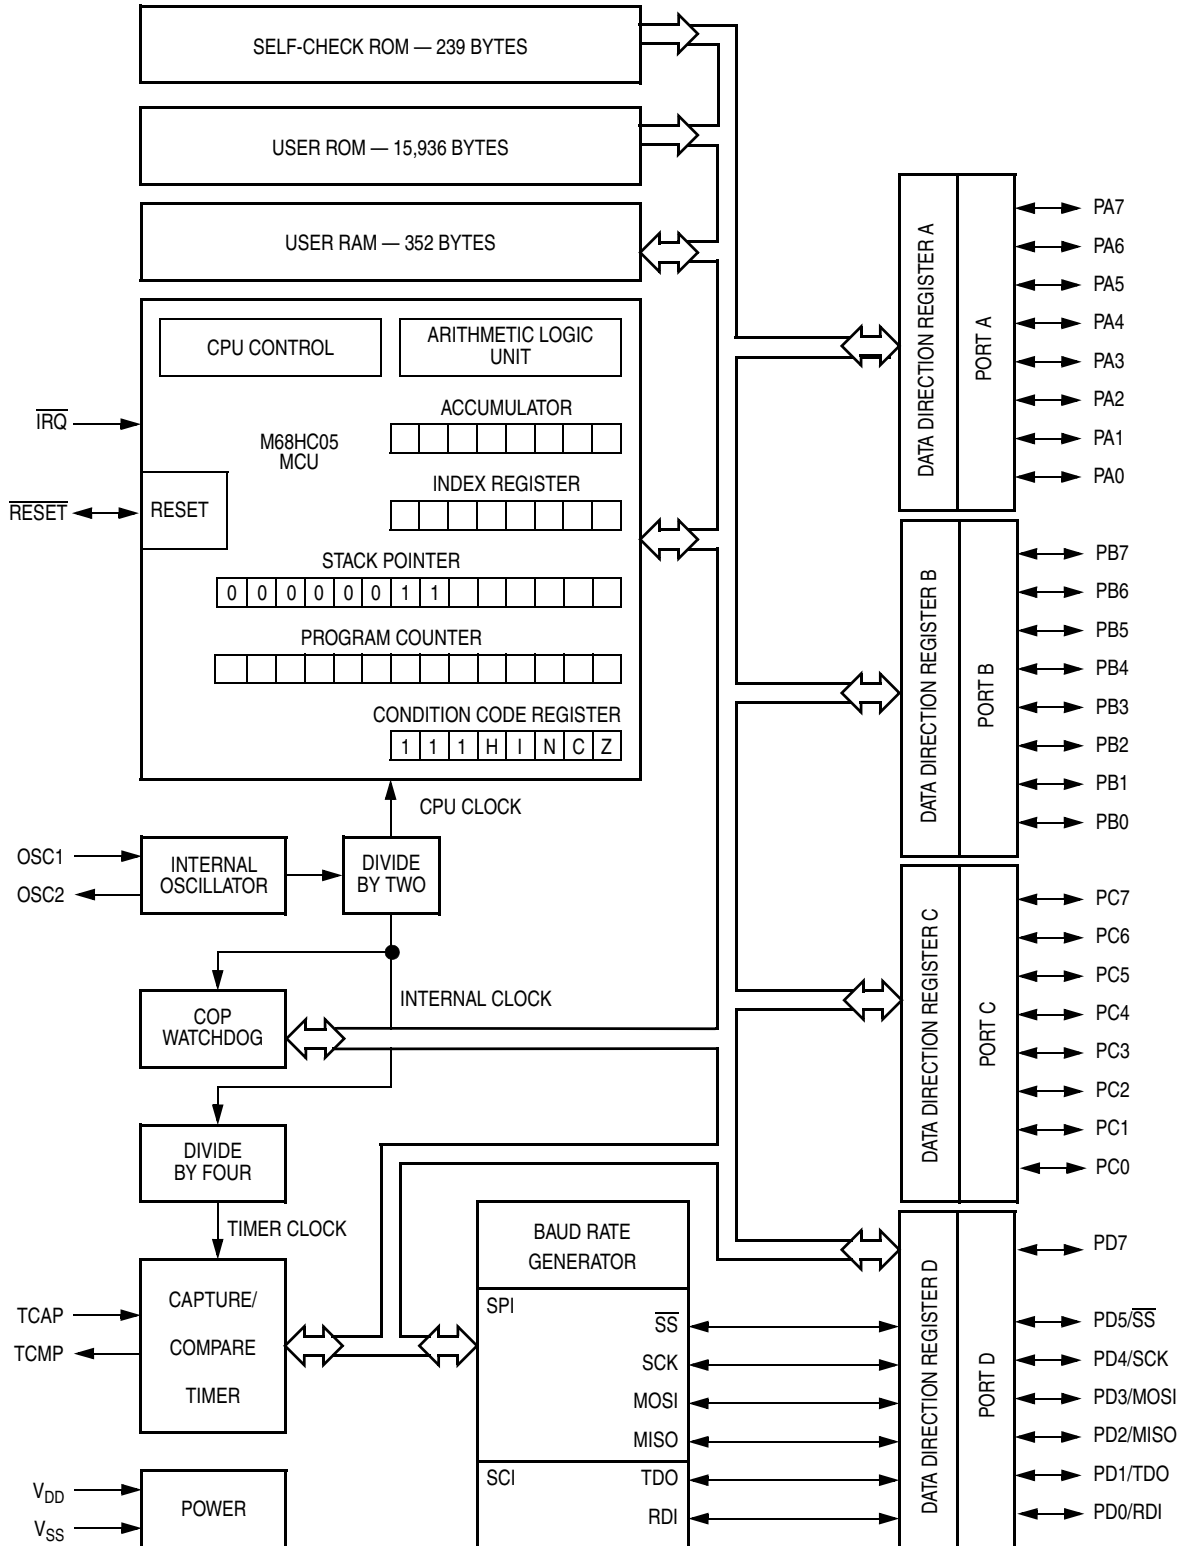 SELF-CHECK ROM — 239 BYTES
USER ROM — 15,936 BYTES
USER RAM — 352 BYTES
CPU CONTROL
ARITHMETIC LOGIC
UNIT
ACCUMULATOR
M68HC05
MCU
IRQ
RESET
RESET
INDEX REGISTER
STACK POINTER
0 0 0 0 0 0 1 1
PROGRAM COUNTER
CONDITION CODE REGISTER
1 1 1 H I N C Z
CPU CLOCK
OSC1
OSC2
INTERNAL
OSCILLATOR
DIVIDE
BY TWO
INTERNAL CLOCK
COP
WATCHDOG
DIVIDE
BY FOUR
TIMER CLOCK
TCAP
TCMP
CAPTURE/
COMPARE
TIMER
VDD
VSS
POWER
BAUD RATE
GENERATOR
SPI
SS
SCK
MOSI
MISO
SCI
TDO
RDI
DATA DIRECTION REGISTER A
PORT A
PA7
PA6
PA5
PA4
PA3
PA2
PA1
PA0
DATA DIRECTION REGISTER B
PORT B
PB7
PB6
PB5
PB4
PB3
PB2
PB1
PB0
DATA DIRECTION REGISTER C
PORT C
PC7
PC6
PC5
PC4
PC3
PC2
PC1
PC0
DATA DIRECTION REGISTER D
PORT D
PD7
PD5/SS
PD4/SCK
PD3/MOSI
PD2/MISO
PD1/TDO
PD0/RDI